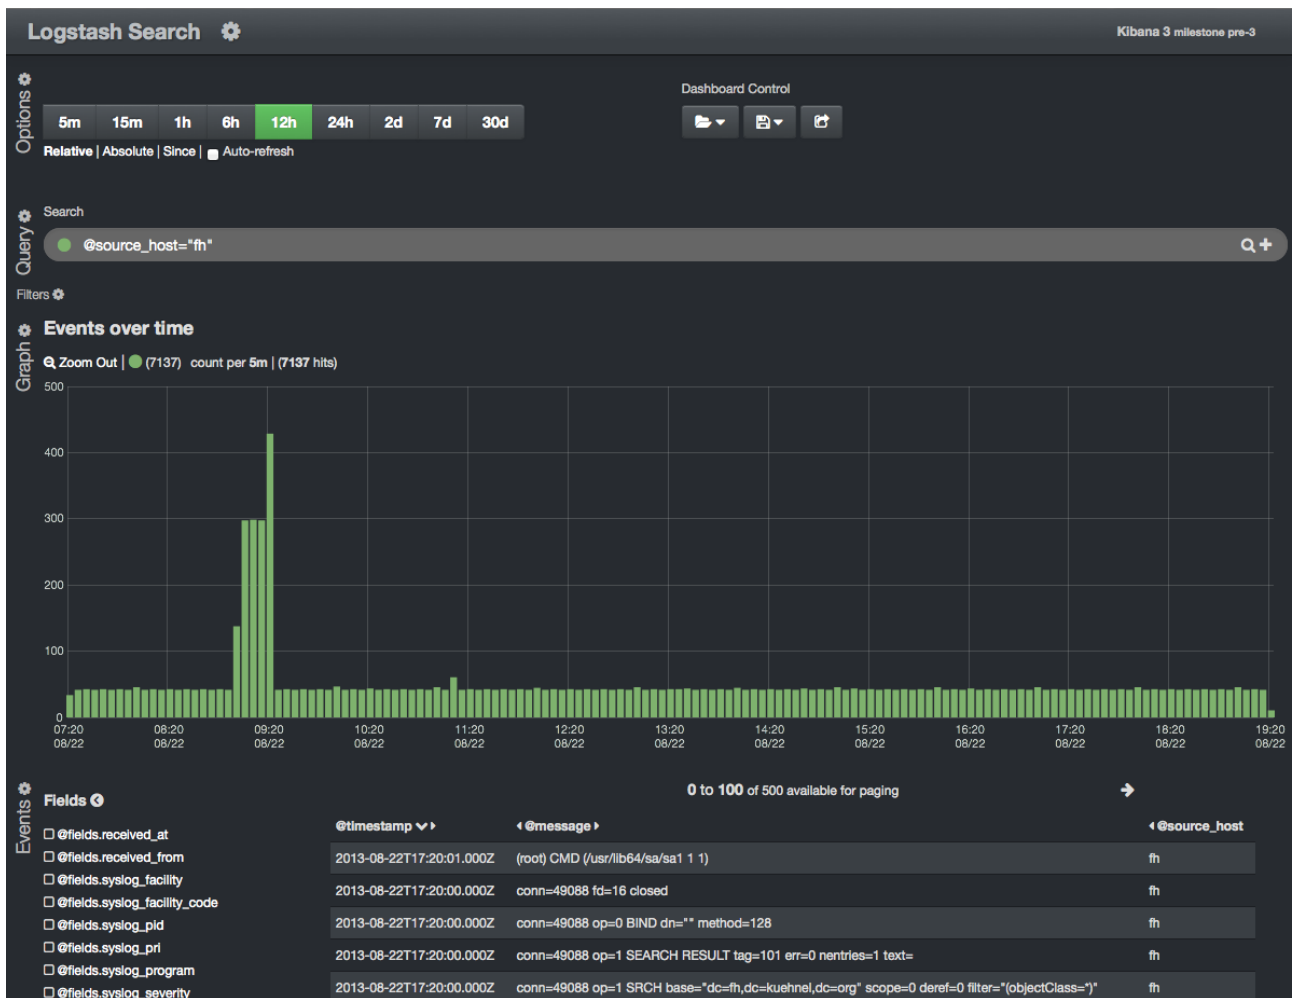 Logstash Search
Kibana 3 milestone pre-3
Options
Dashboard Control
5m 15m 1h 6h 12h 24h 2d 7d 30d
Relative | Absolute | Since | Auto-refresh
Query
Search
@source_host="fh"
Filters
Graph
Events over time
Zoom Out | (7137) count per 5m | (7137 hits)
500
400
300
200
100
0
07:20 08:20 09:20 10:20 11:20 12:20 13:20 14:20 15:20 16:20 17:20 18:20 19:20
08/22 08/22 08/22 08/22 08/22 08/22 08/22 08/22 08/22 08/22 08/22 08/22 08/22
Events
Fields
0 to 100 of 500 available for paging
@fields.received_at
@fields.received_from
@fields.syslog_facility
@fields.syslog_facility_code
@fields.syslog_pid
@fields.syslog_pri
@fields.syslog_program
@fields.syslog_severity
@timestamp @message @source_host
2013-08-22T17:20:01.000Z (root) CMD (/usr/lib64/sa/sa1 1 1) fh
2013-08-22T17:20:00.000Z conn=49088 fd=16 closed fh
2013-08-22T17:20:00.000Z conn=49088 op=0 BIND dn="" method=128 fh
2013-08-22T17:20:00.000Z conn=49088 op=1 SEARCH RESULT tag=101 err=0 nentries=1 text= fh
2013-08-22T17:20:00.000Z conn=49088 op=1 SRCH base="dc=fh,dc=kuehnel,dc=org" scope=0 deref=0 filter="(objectClass=*)" fh